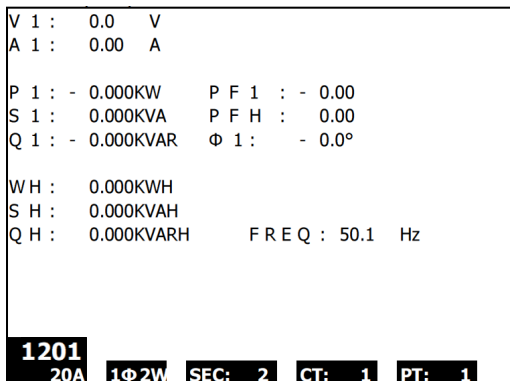 V 1 : 0.0 V
A 1 : 0.00 A
P 1 : - 0.000KW P F 1 : - 0.00
S 1 : 0.000KVA P F H : 0.00
Q 1 : - 0.000KVAR Φ 1 : - 0.0°
W H : 0.000KWH
S H : 0.000KVAH
Q H : 0.000KVARH F R E Q : 50.1 Hz
1201
20A 1Φ2W SEC: 2 CT: 1 PT: 1